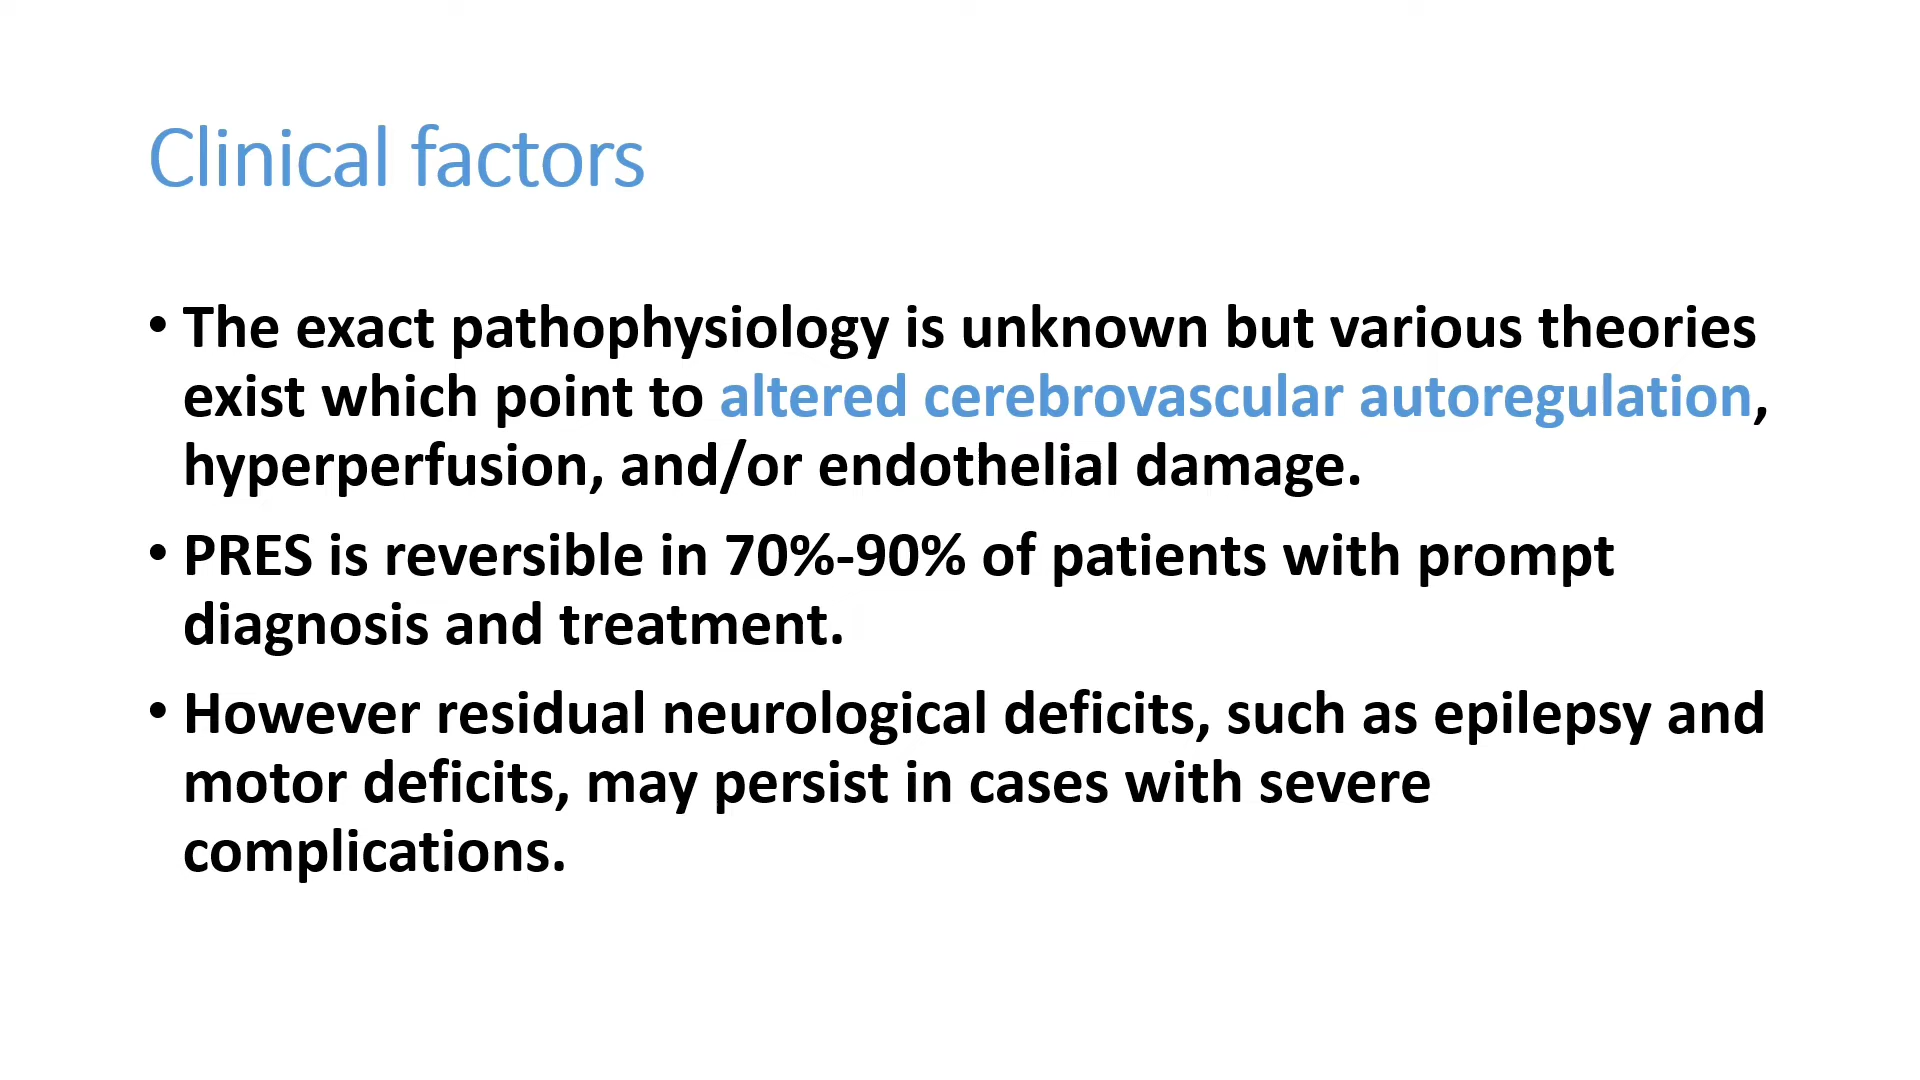 Clinical factors
• The exact pathophysiology is unknown but various theories
exist which point to altered cerebrovascular autoregulation,
hyperperfusion, and/or endothelial damage.
• PRES is reversible in 70%-90% of patients with prompt
diagnosis and treatment.
• However residual neurological deficits, such as epilepsy and
motor deficits, may persist in cases with severe
complications.